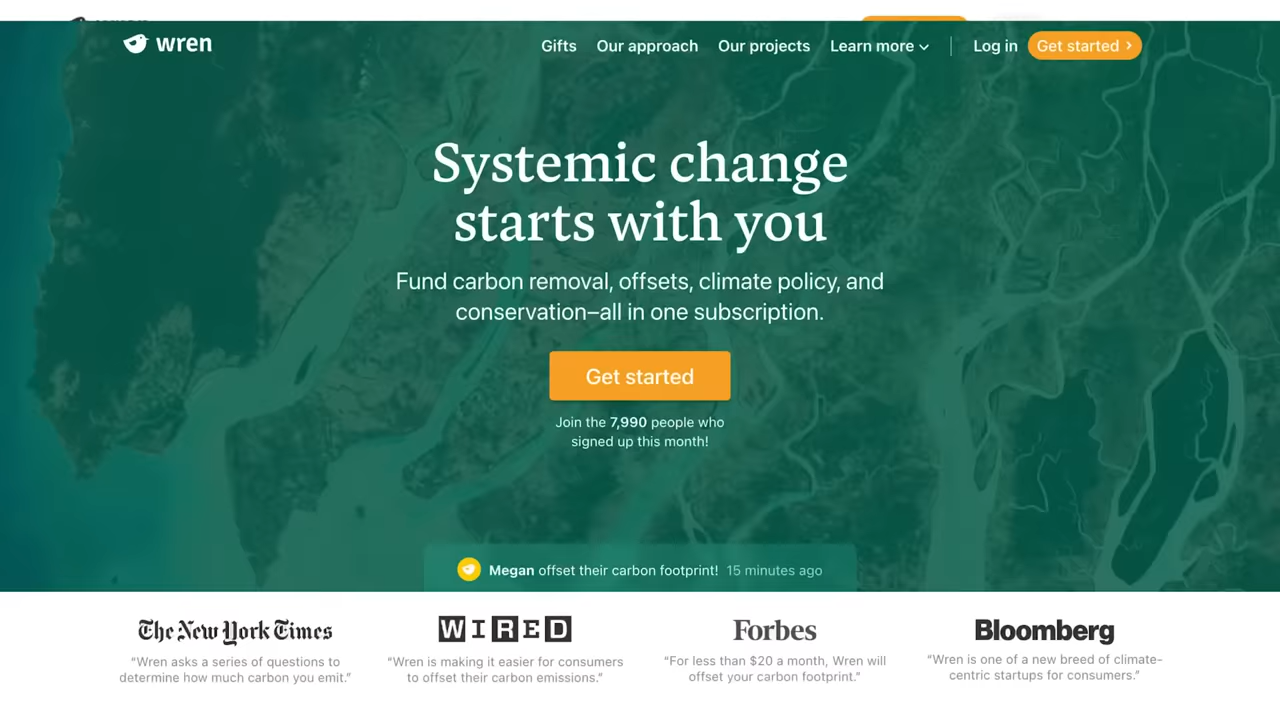 wren
Gifts Our approach Our projects Learn more Log in Get started
Systemic change
starts with you
Fund carbon removal, offsets, climate policy, and
conservation–all in one subscription.
Get started
Join the 7,990 people who
signed up this month!
Megan offset their carbon footprint! 15 minutes ago
The New York Times
WIRED
Forbes
Bloomberg
“Wren asks a series of questions to
determine how much carbon you emit.”
“Wren is making it easier for consumers
to offset their carbon emissions.”
“For less than $20 a month, Wren will
offset your carbon footprint.”
“Wren is one of a new breed of climate-
centric startups for consumers.”